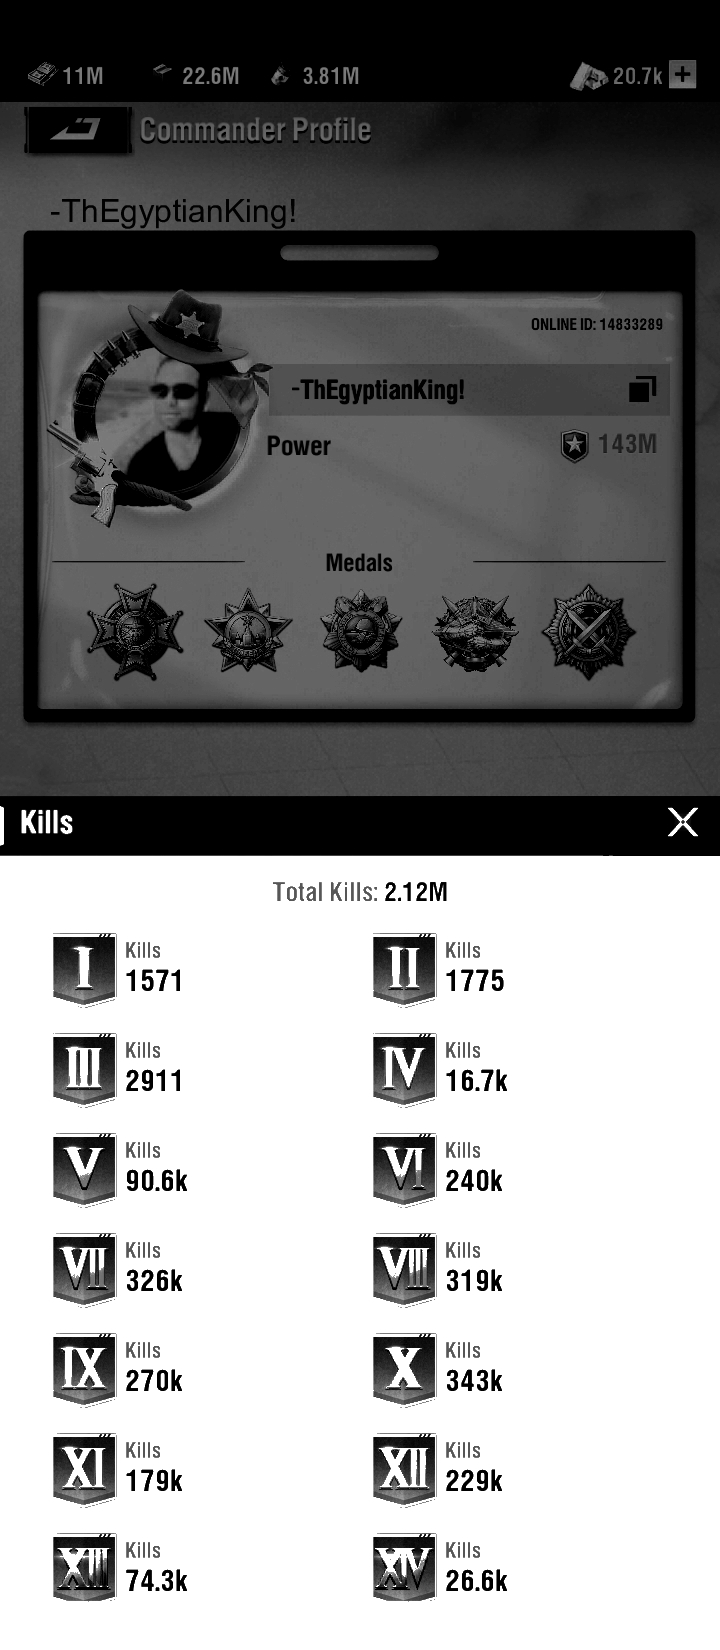 11M 22.6M 3.81M 20.7k
Commander Profile
-ThEgyptianKing!
ONLINE ID: 14833289
-ThEgyptianKing!
Power 143M
Medals
Kills
Total Kills: 2.12M
I Kills 1571
II Kills 1775
III Kills 2911
IV Kills 16.7k
V Kills 90.6k
VI Kills 240k
VII Kills 326k
VIII Kills 319k
IX Kills 270k
X Kills 343k
XI Kills 179k
XII Kills 229k
XIII Kills 74.3k
XIV Kills 26.6k